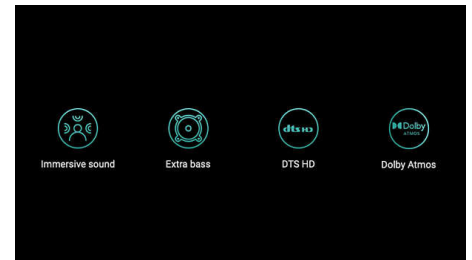 dts HD
Dolby
ATMOS
Immersive sound
Extra bass
DTS HD
Dolby Atmos